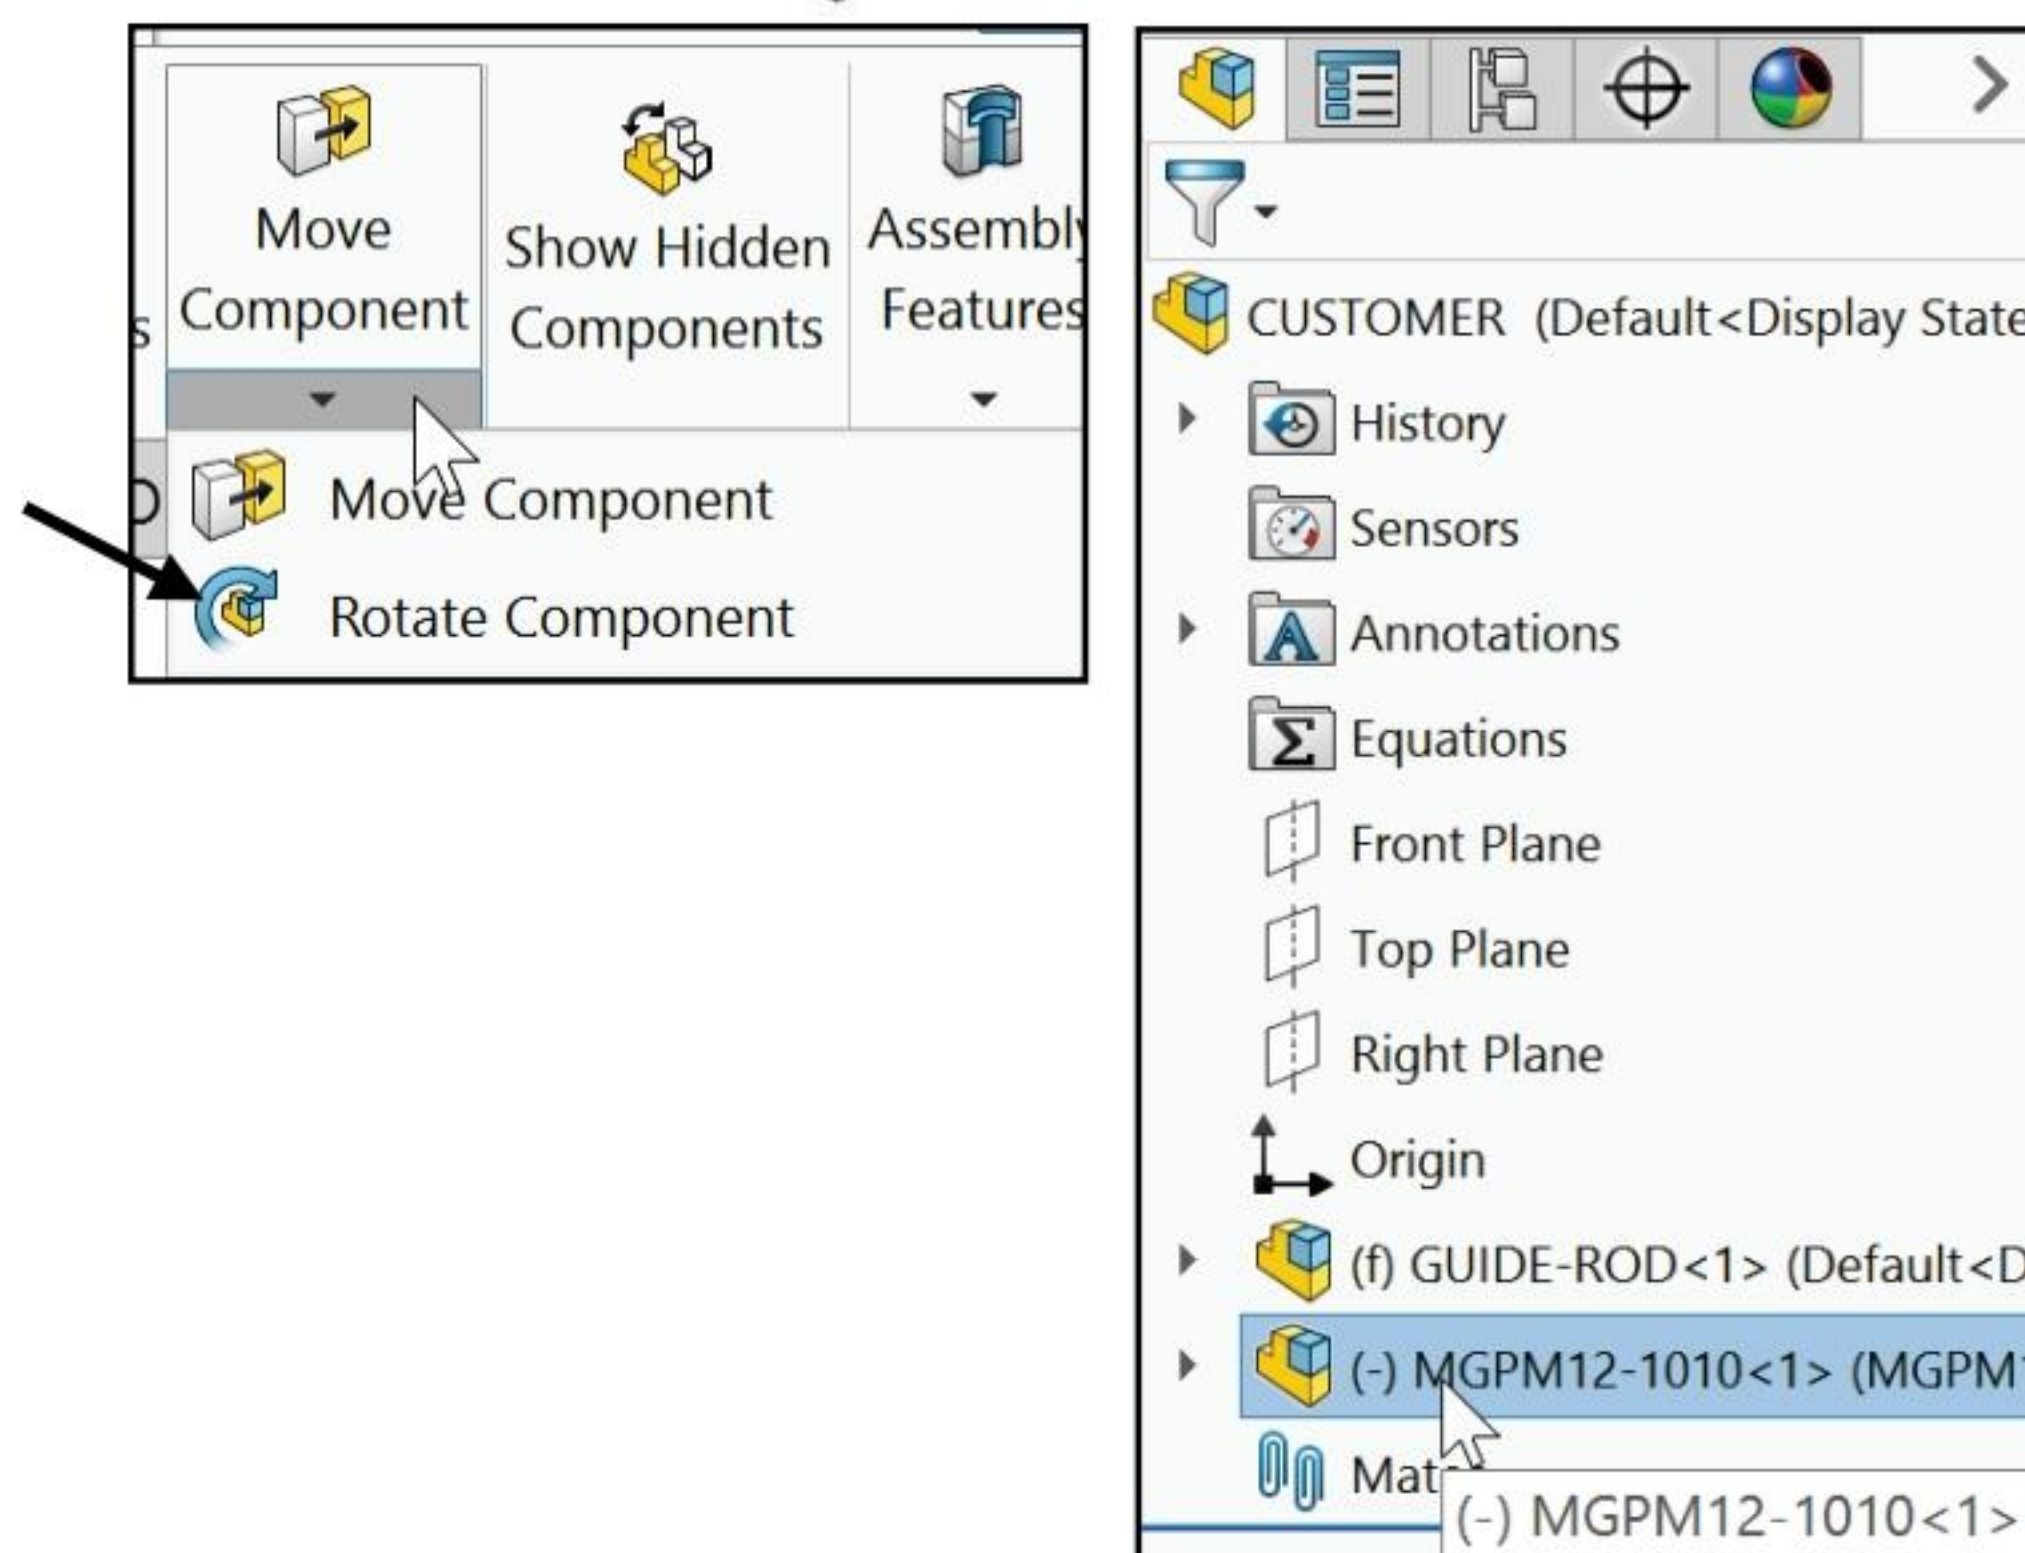 Move
Component
Show Hidden
Components
Assembly
Features
s
Move Component
Rotate Component
CUSTOMER (Default<Display State
History
Sensors
A Annotations
Σ Equations
Front Plane
Top Plane
Right Plane
Origin
(f) GUIDE-ROD<1> (Default<D
(-) MGPM12-1010<1> (MGPM1
Mat
(-) MGPM12-1010<1>